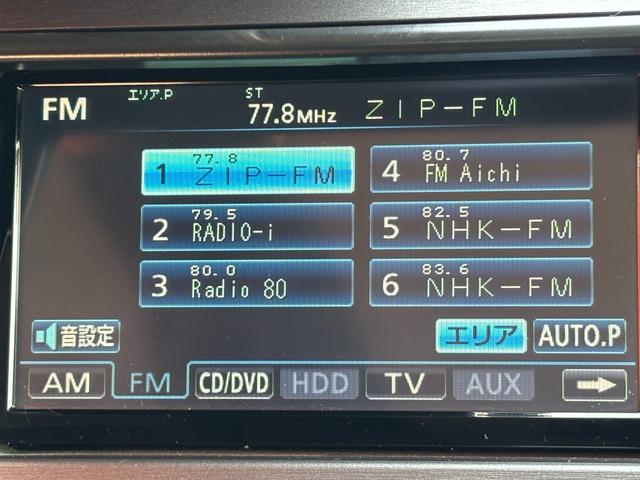 FM エリア.P ST 77.8MHz ZIP-FM
1 77.8 ZIP-FM
4 80.7 FM Aichi
2 79.5 RADIO-i
5 82.5 NHK-FM
3 80.0 Radio 80
6 83.6 NHK-FM
音設定 エリア AUTO.P
AM FM CD/DVD HDD TV AUX